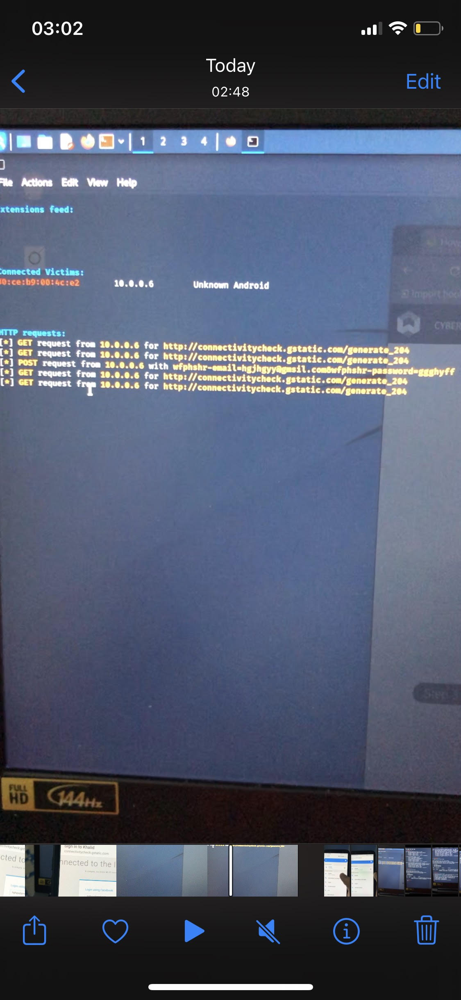 03:02
Today
02:48
Edit
1 2 3 4
File Actions Edit View Help
xtensions feed:
Connected Victims:
0:ce:b9:00:4c:e2 10.0.0.6 Unknown Android
HTTP requests:
[*] GET request from 10.0.0.6 for http://connectivitycheck.gstatic.com/generate_204
[*] GET request from 10.0.0.6 for http://connectivitycheck.gstatic.com/generate_204
[*] POST request from 10.0.0.6 with wfphshr-email=hgjhgyy@gmsil.com&wfphshr-password=ggghyff
[*] GET request from 10.0.0.6 for http://connectivitycheck.gstatic.com/generate_204
[*] GET request from 10.0.0.6 for http://connectivitycheck.gstatic.com/generate_204
How
Import boo
CYBER
Step
FULL HD 144Hz
Sign in to Khalid
connectivitycheck.gstatic.com
cted to
nnected to the I
Login using
Login using Facebook